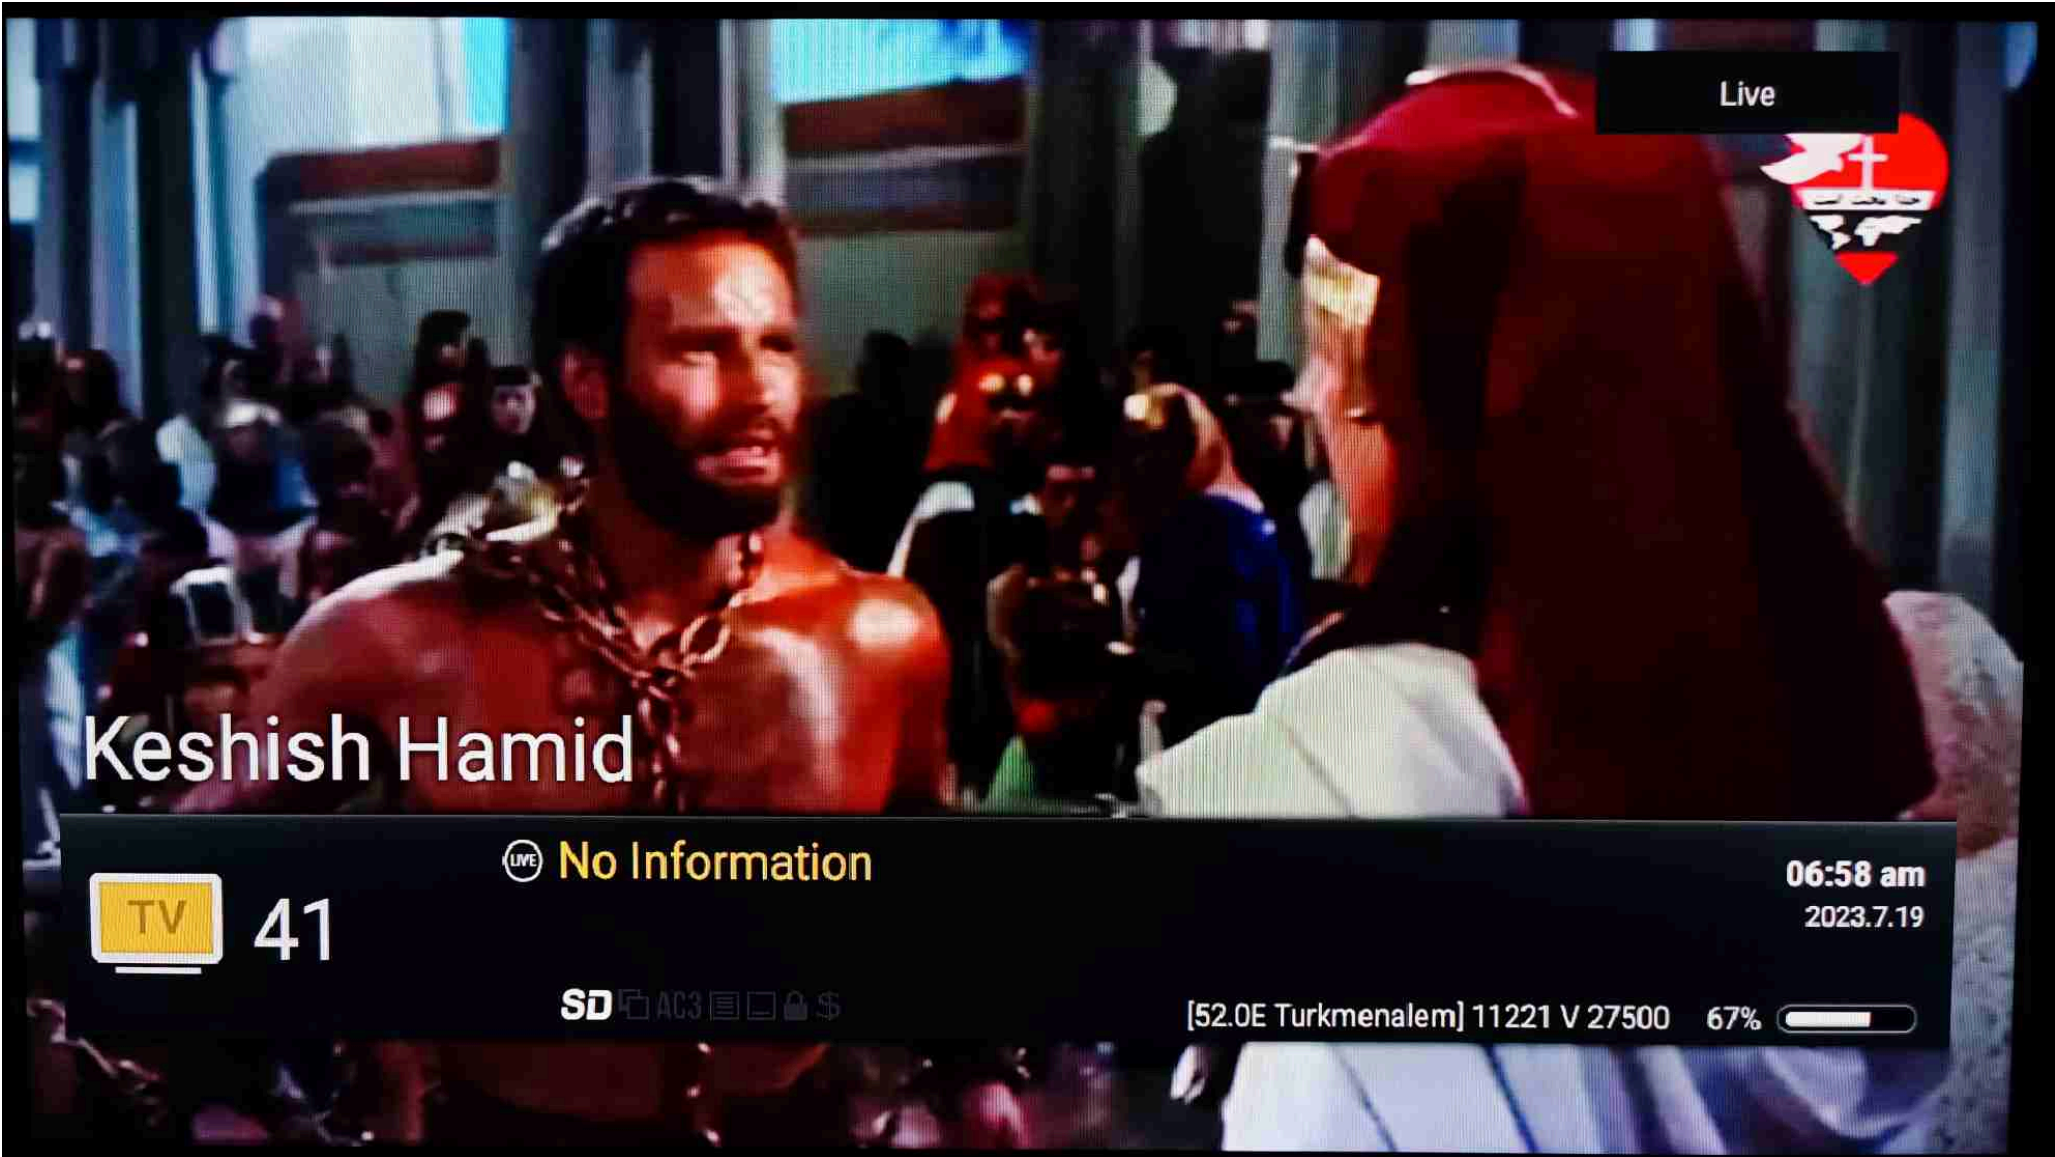 Live
Keshish Hamid
LIVE No Information
06:58 am
2023.7.19
TV 41
SD AC3 $
[52.0E Turkmenalem] 11221 V 27500 67%